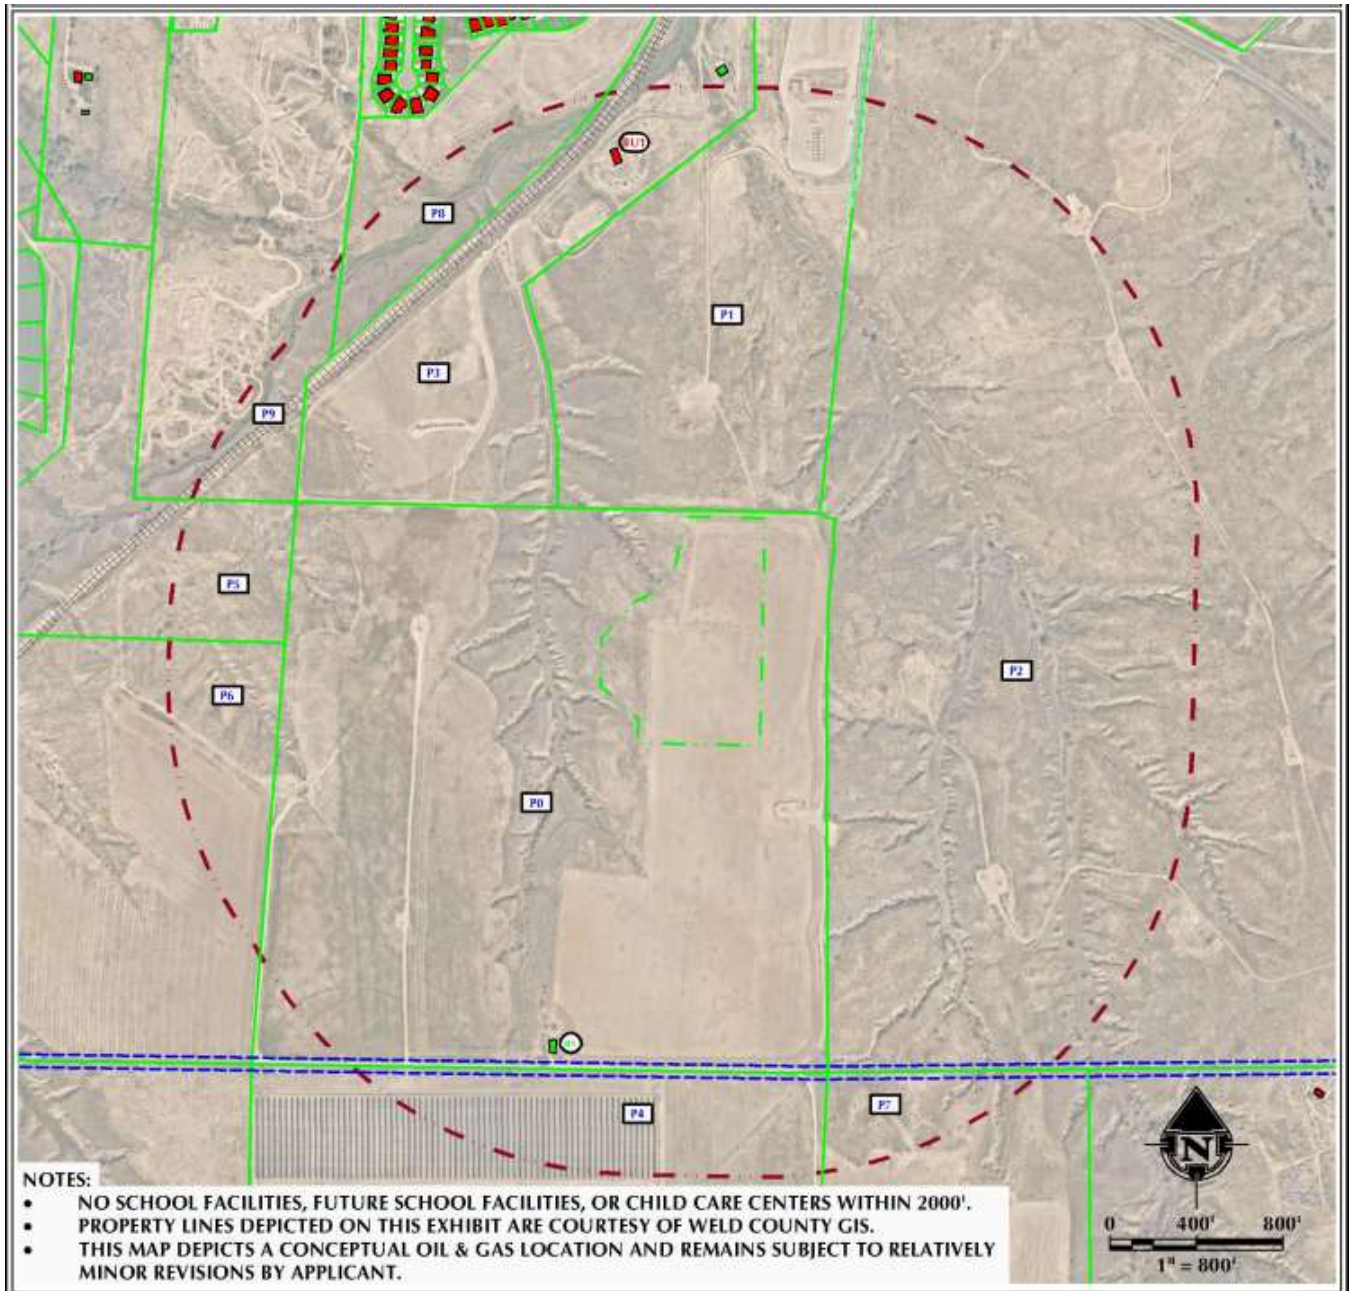 BU1
P8
P1
P3
P9
P5
P2
P6
P0
P4
P7
N
NOTES:
• NO SCHOOL FACILITIES, FUTURE SCHOOL FACILITIES, OR CHILD CARE CENTERS WITHIN 2000'.
• PROPERTY LINES DEPICTED ON THIS EXHIBIT ARE COURTESY OF WELD COUNTY GIS.
• THIS MAP DEPICTS A CONCEPTUAL OIL & GAS LOCATION AND REMAINS SUBJECT TO RELATIVELY
MINOR REVISIONS BY APPLICANT.
0 400' 800'
1" = 800'